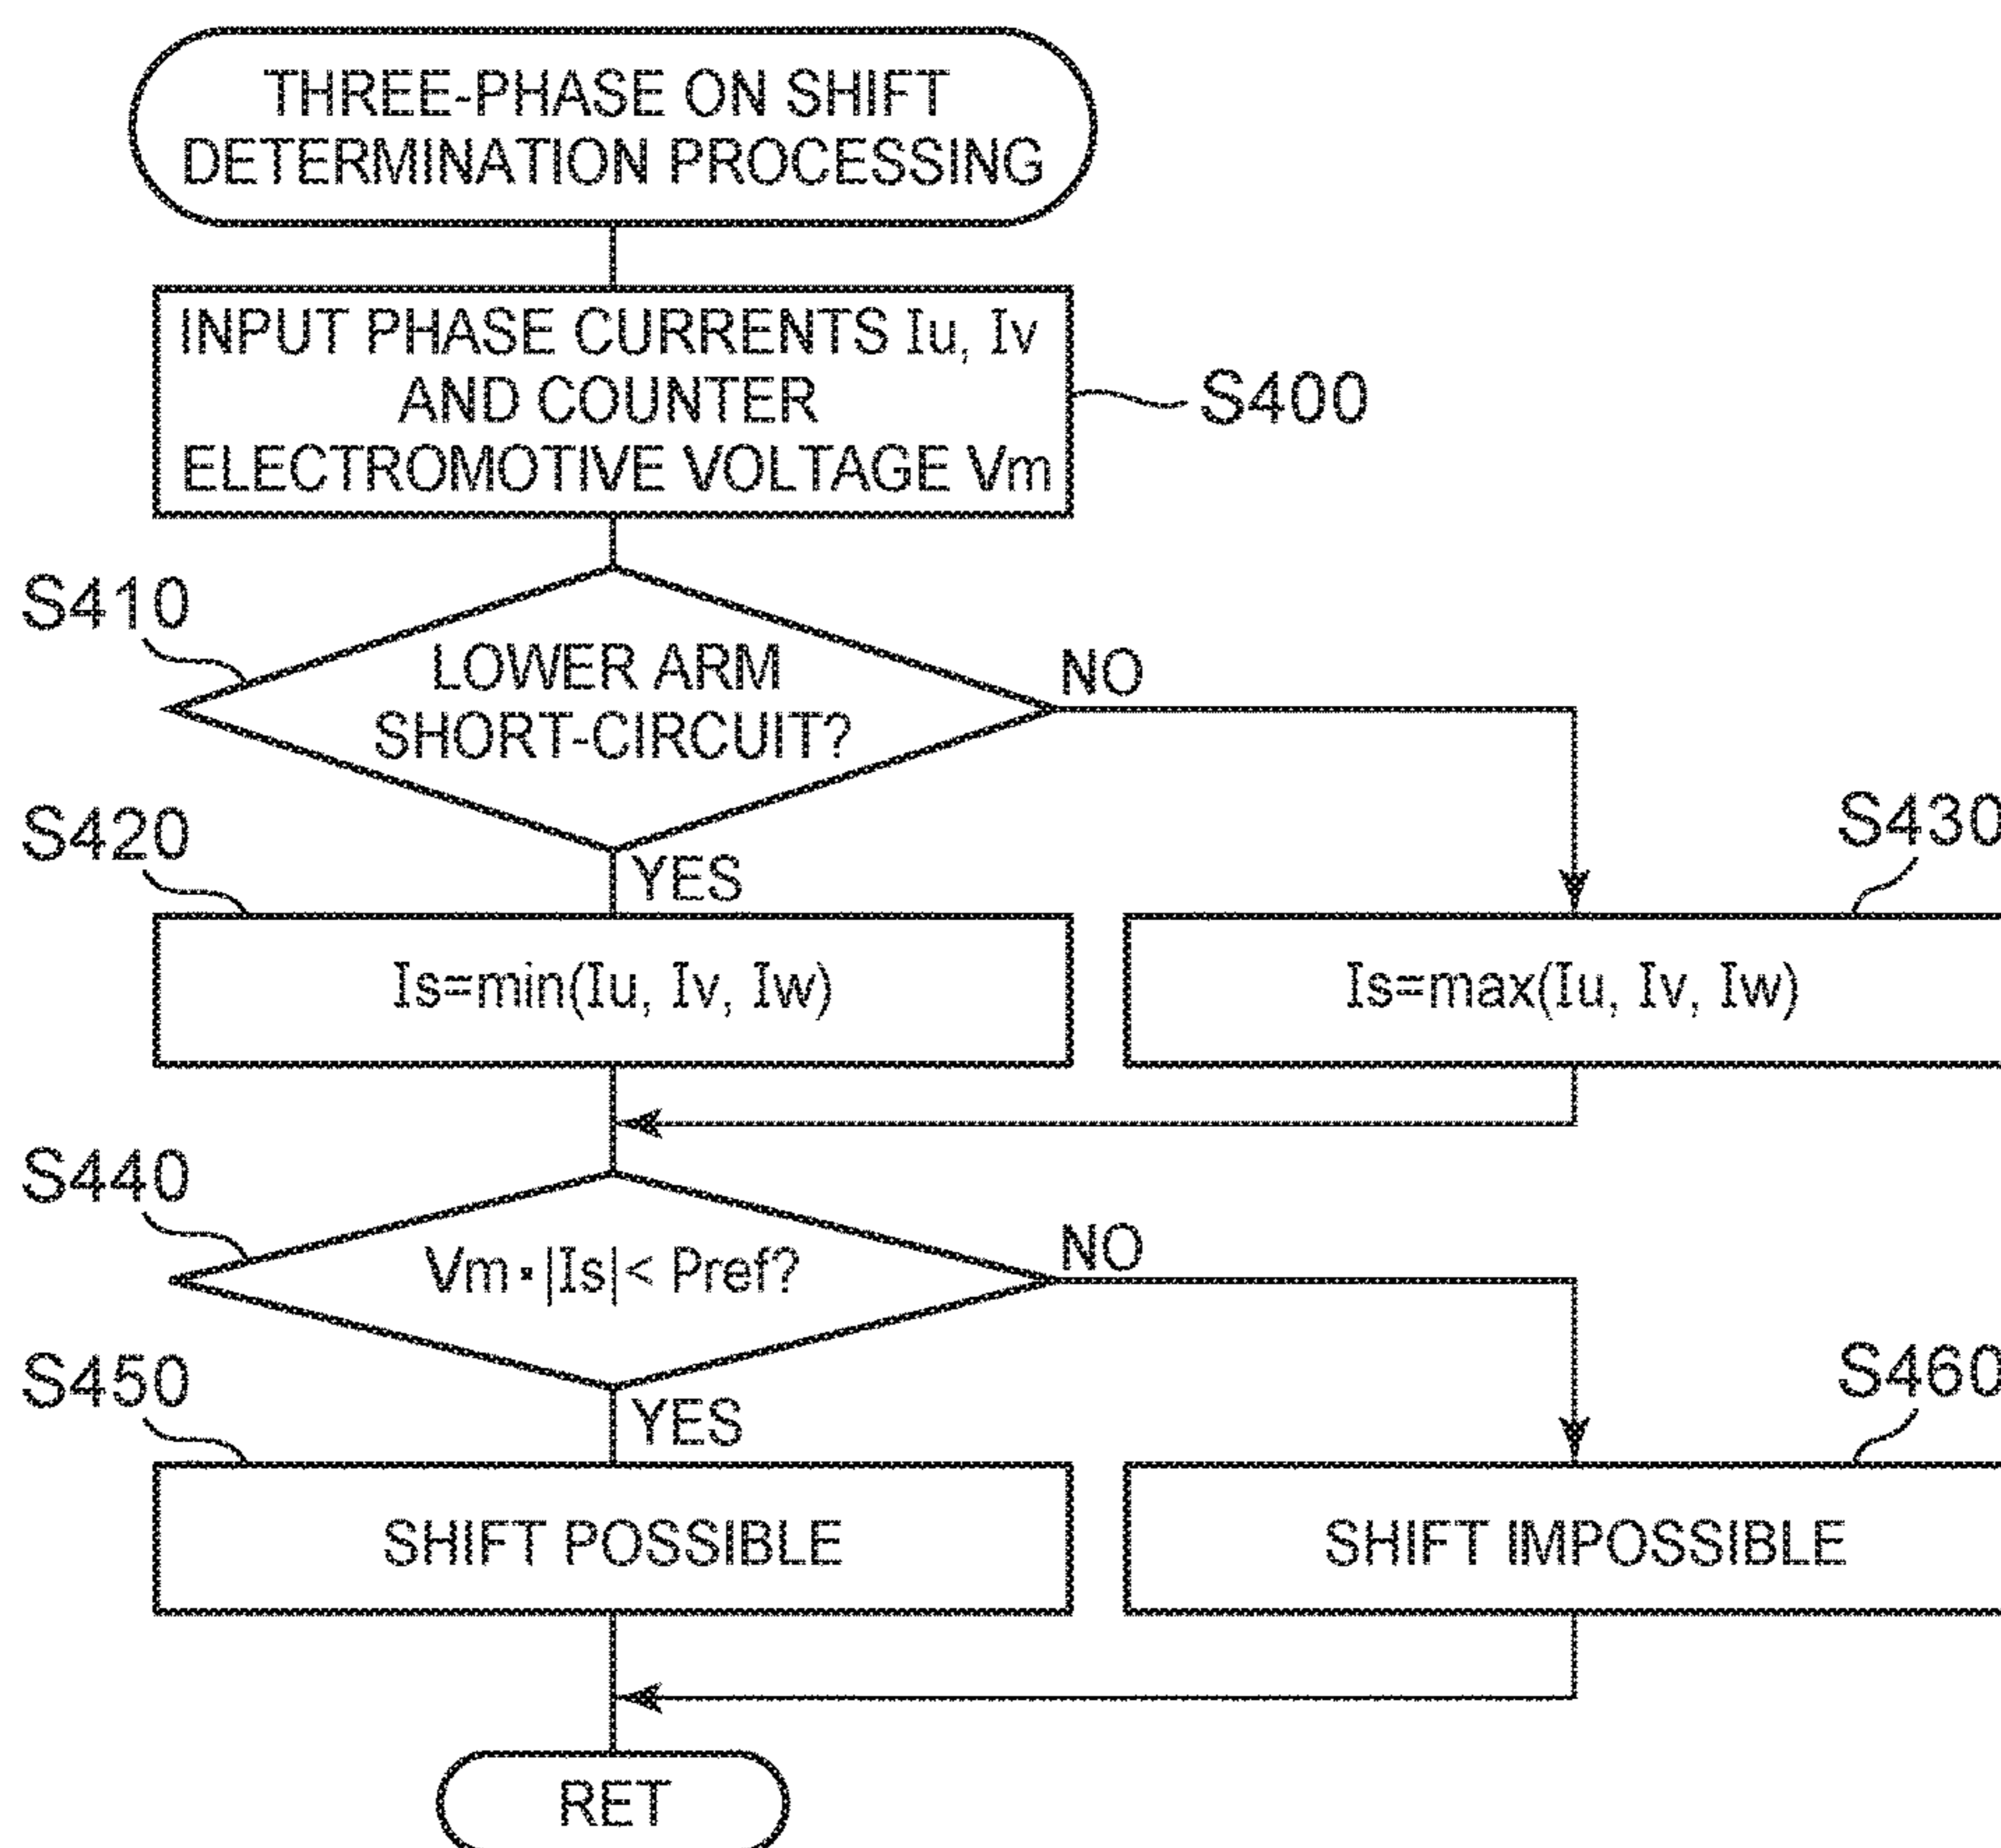 THREE-PHASE ON SHIFT
DETERMINATION PROCESSING
INPUT PHASE CURRENTS Iu, Iv
AND COUNTER
ELECTROMOTIVE VOLTAGE Vm
S400
S410
LOWER ARM
SHORT-CIRCUIT?
NO
YES
S420
Is=min(Iu, Iv, Iw)
S430
Is=max(Iu, Iv, Iw)
S440
Vm▪|Is|< Pref?
NO
YES
S450
SHIFT POSSIBLE
S460
SHIFT IMPOSSIBLE
RET